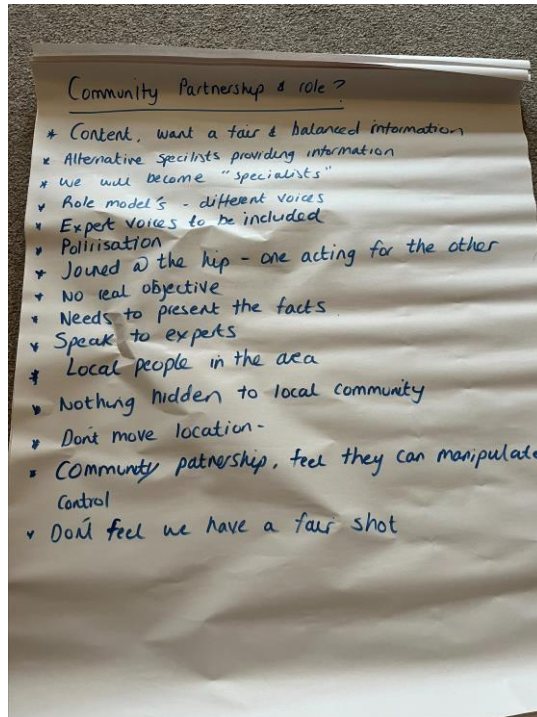 Community Partnership & role?
* Content, want a fair & balanced information
* Alternative specilists providing information
* We will become "specialists"
* Role model's - different voices
* Expert voices to be included
* Polirisation
* Joined @ the hip - one acting for the other
* No real objective
* Needs to present the facts
* Speak to experts
* Local people in the area
* Nothing hidden to local community
* Dont move location-
* Community patnership, feel they can manipulate
Control
* Don't feel we have a fair shot